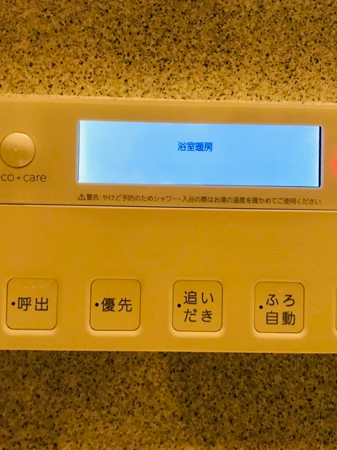 浴室暖房
eco・care
⚠警告:やけど予防のためシャワー・入浴の際はお湯の温度を確かめてご使用ください
呼出
優先
追い
だき
ふろ
自動